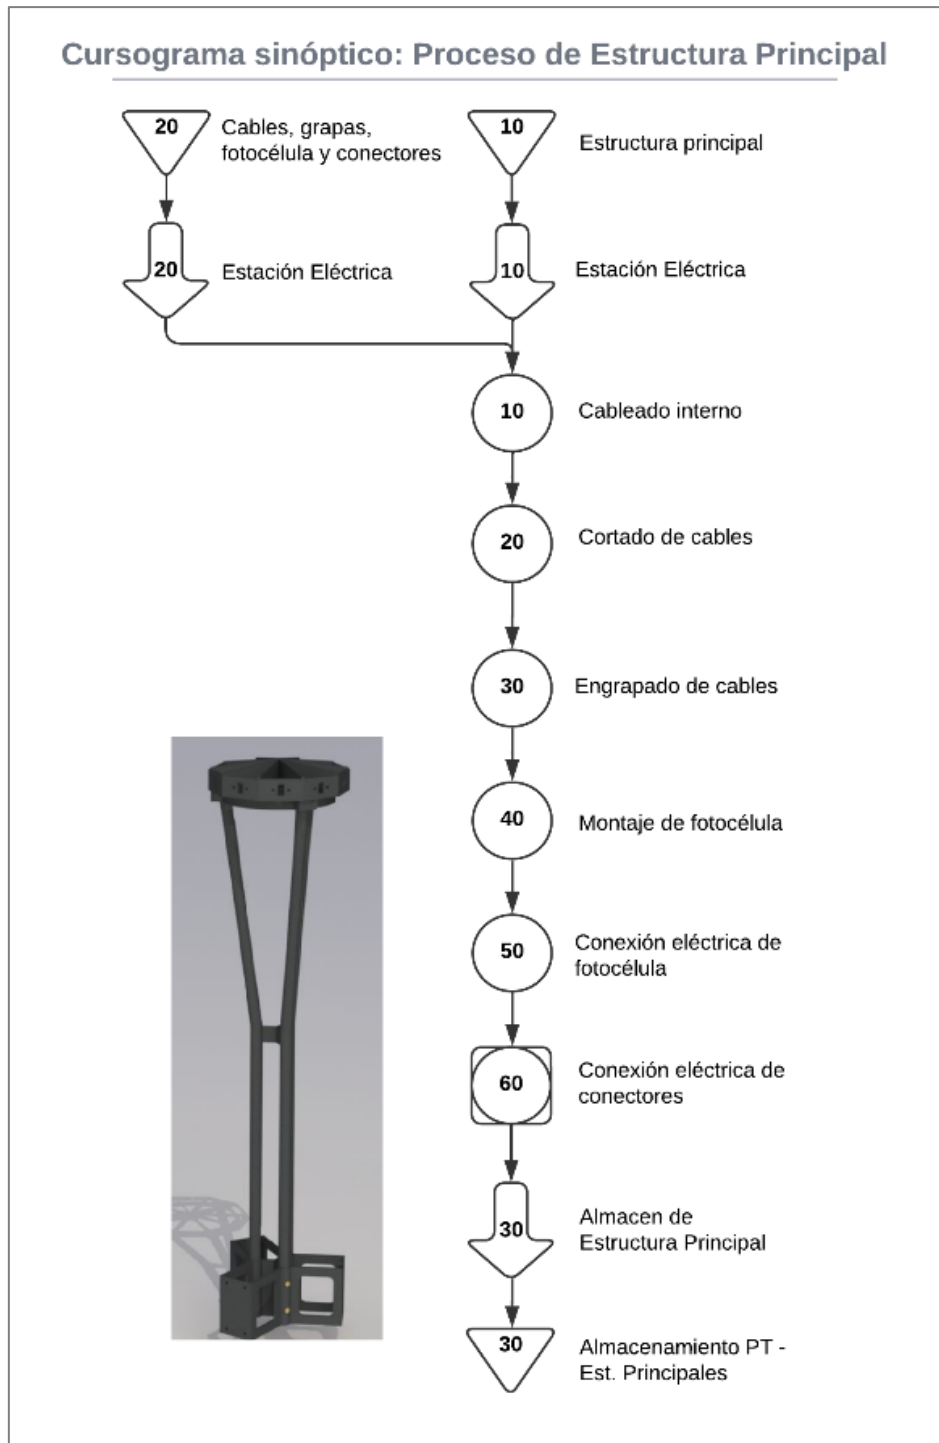 Cursograma sinóptico: Proceso de Estructura Principal
20
Cables, grapas,
fotocélula y conectores
10
Estructura principal
20
Estación Eléctrica
10
Estación Eléctrica
10
Cableado interno
20
Cortado de cables
30
Engrapado de cables
40
Montaje de fotocélula
50
Conexión eléctrica de
fotocélula
60
Conexión eléctrica de
conectores
30
Almacen de
Estructura Principal
30
Almacenamiento PT -
Est. Principales